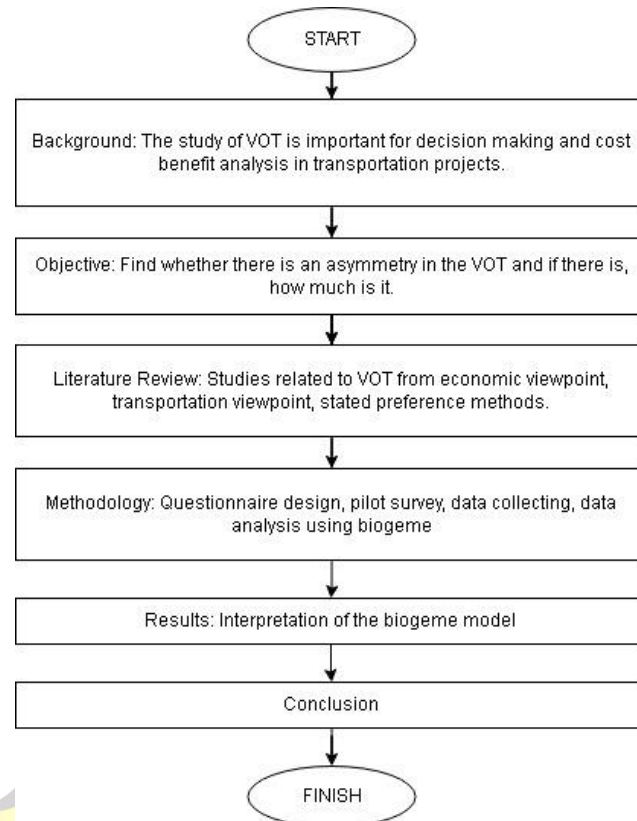 START
Background: The study of VOT is important for decision making and cost
benefit analysis in transportation projects.
Objective: Find whether there is an asymmetry in the VOT and if there is,
how much is it.
Literature Review: Studies related to VOT from economic viewpoint,
transportation viewpoint, stated preference methods.
Methodology: Questionnaire design, pilot survey, data collecting, data
analysis using biogeme
Results: Interpretation of the biogeme model
Conclusion
FINISH